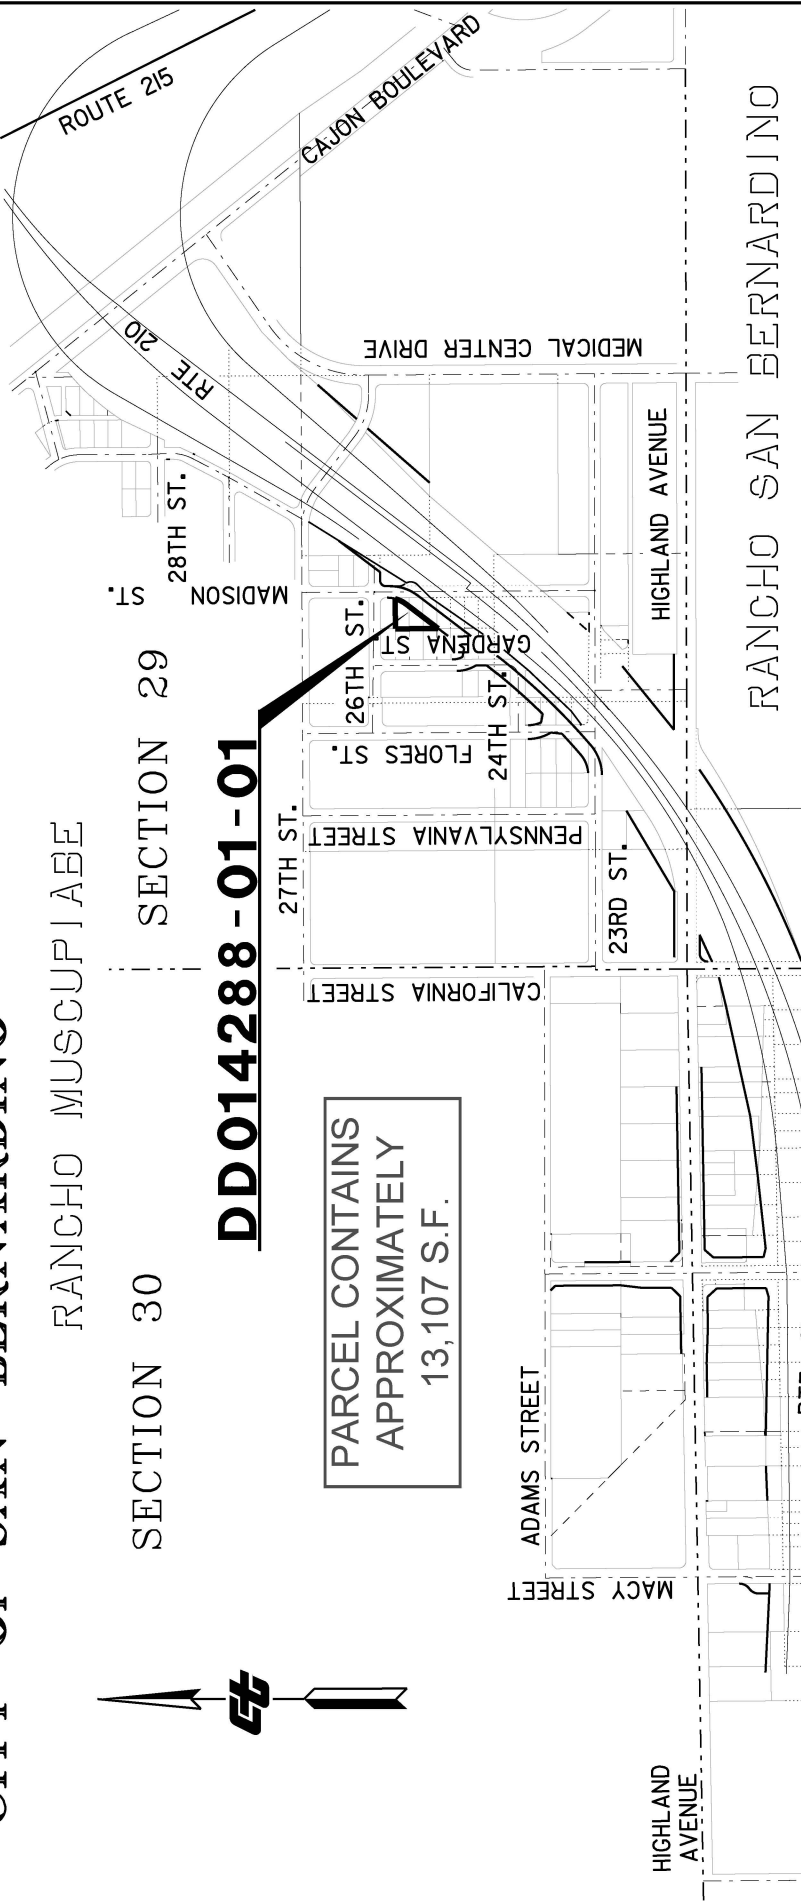 RANCHO MUSCUPIABE
SECTION 30
SECTION 29
DD014288-01-01
PARCEL CONTAINS
APPROXIMATELY
13,107 S.F.
ROUTE 215
CAJON BOULEVARD
RTE 210
MEDICAL CENTER DRIVE
28TH ST.
MADISON ST.
26TH ST.
GARDENA ST.
24TH ST.
FLORES ST.
27TH ST.
PENNSYLVANIA STREET
23RD ST.
CALIFORNIA STREET
HIGHLAND AVENUE
ADAMS STREET
MACY STREET
HIGHLAND
AVENUE
RANCHO SAN BERNARDINO
ct